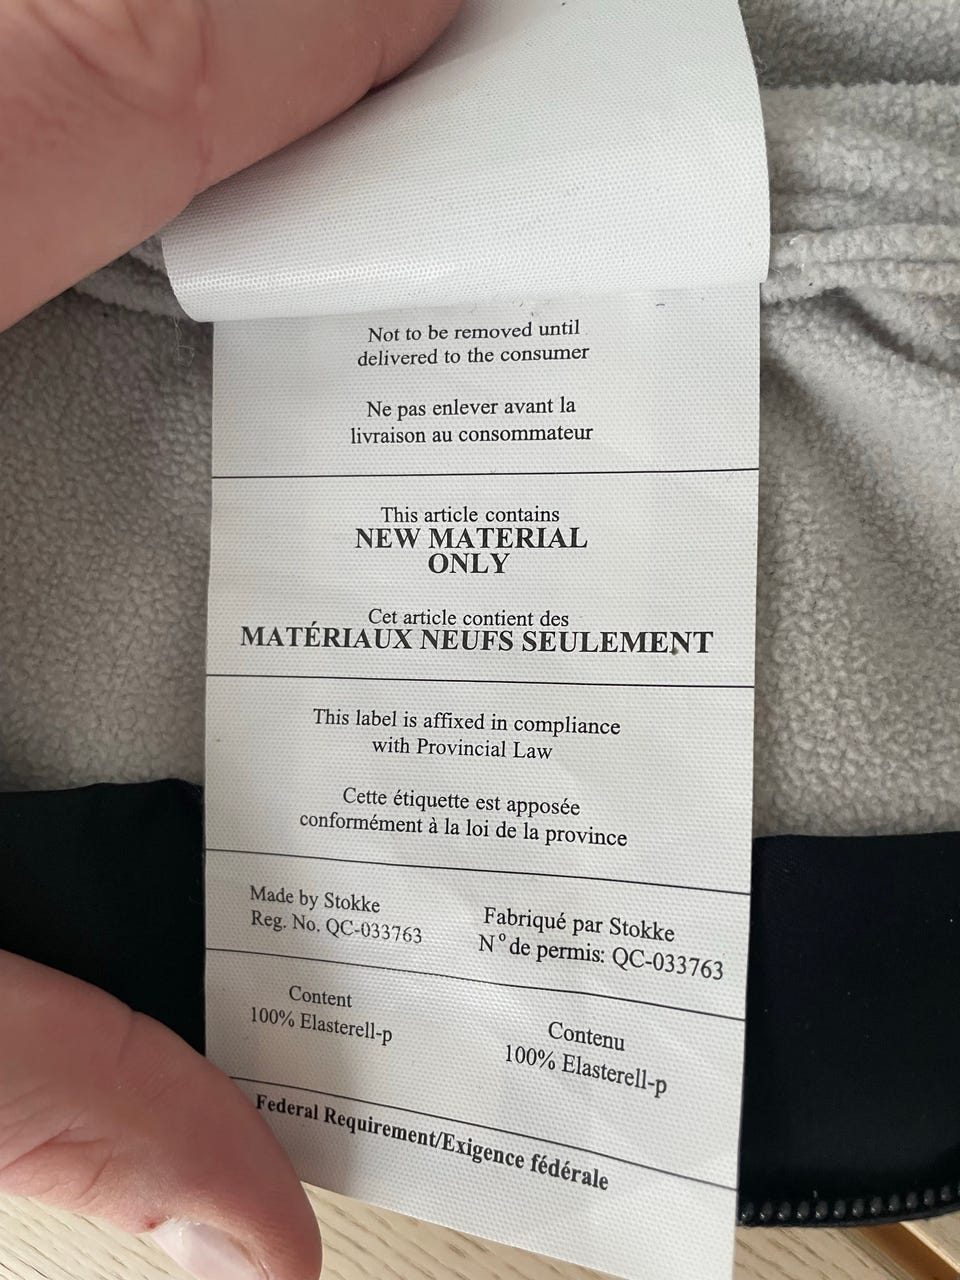 Not to be removed until
delivered to the consumer
Ne pas enlever avant la
livraison au consommateur
This article contains
NEW MATERIAL
ONLY
Cet article contient des
MATÉRIAUX NEUFS SEULEMENT
This label is affixed in compliance
with Provincial Law
Cette étiquette est apposée
conformément à la loi de la province
Made by Stokke
Reg. No. QC-033763
Fabriqué par Stokke
N° de permis: QC-033763
Content
100% Elasterell-p
Contenu
100% Elasterell-p
Federal Requirement/Exigence fédérale